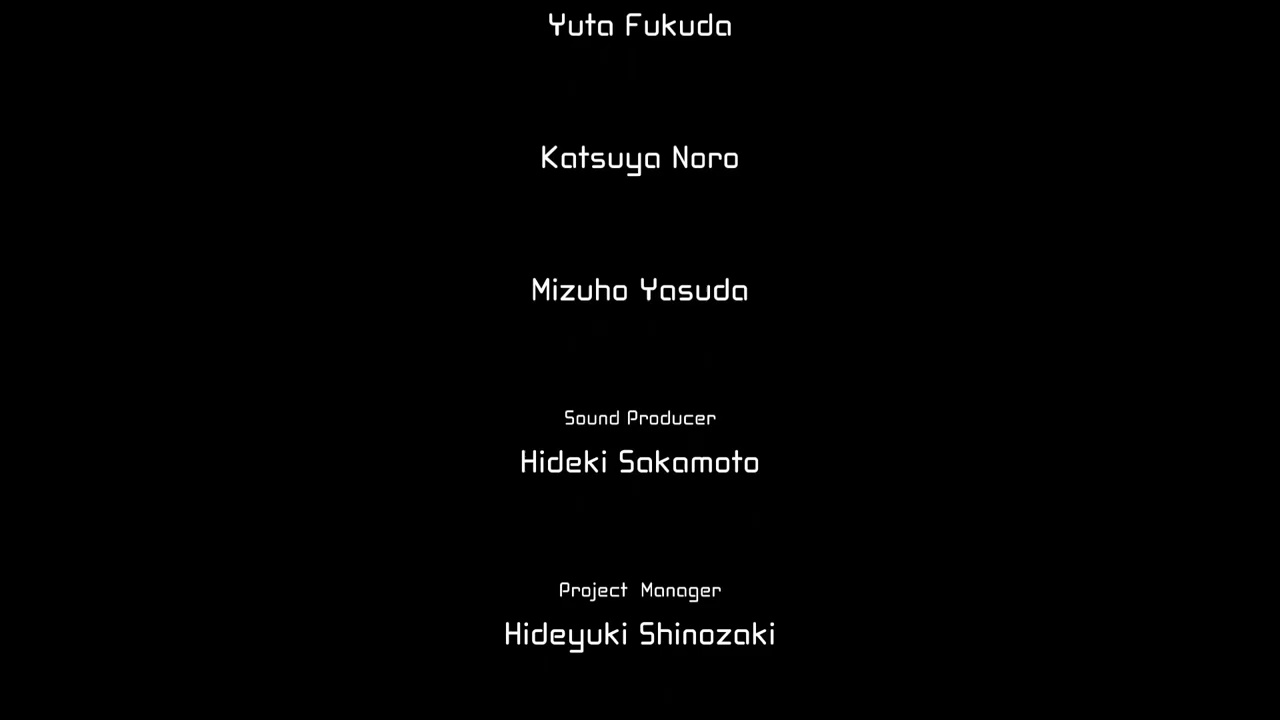 Yuta Fukuda
Katsuya Noro
Mizuho Yasuda
Sound Producer
Hideki Sakamoto
Project Manager
Hideyuki Shinozaki